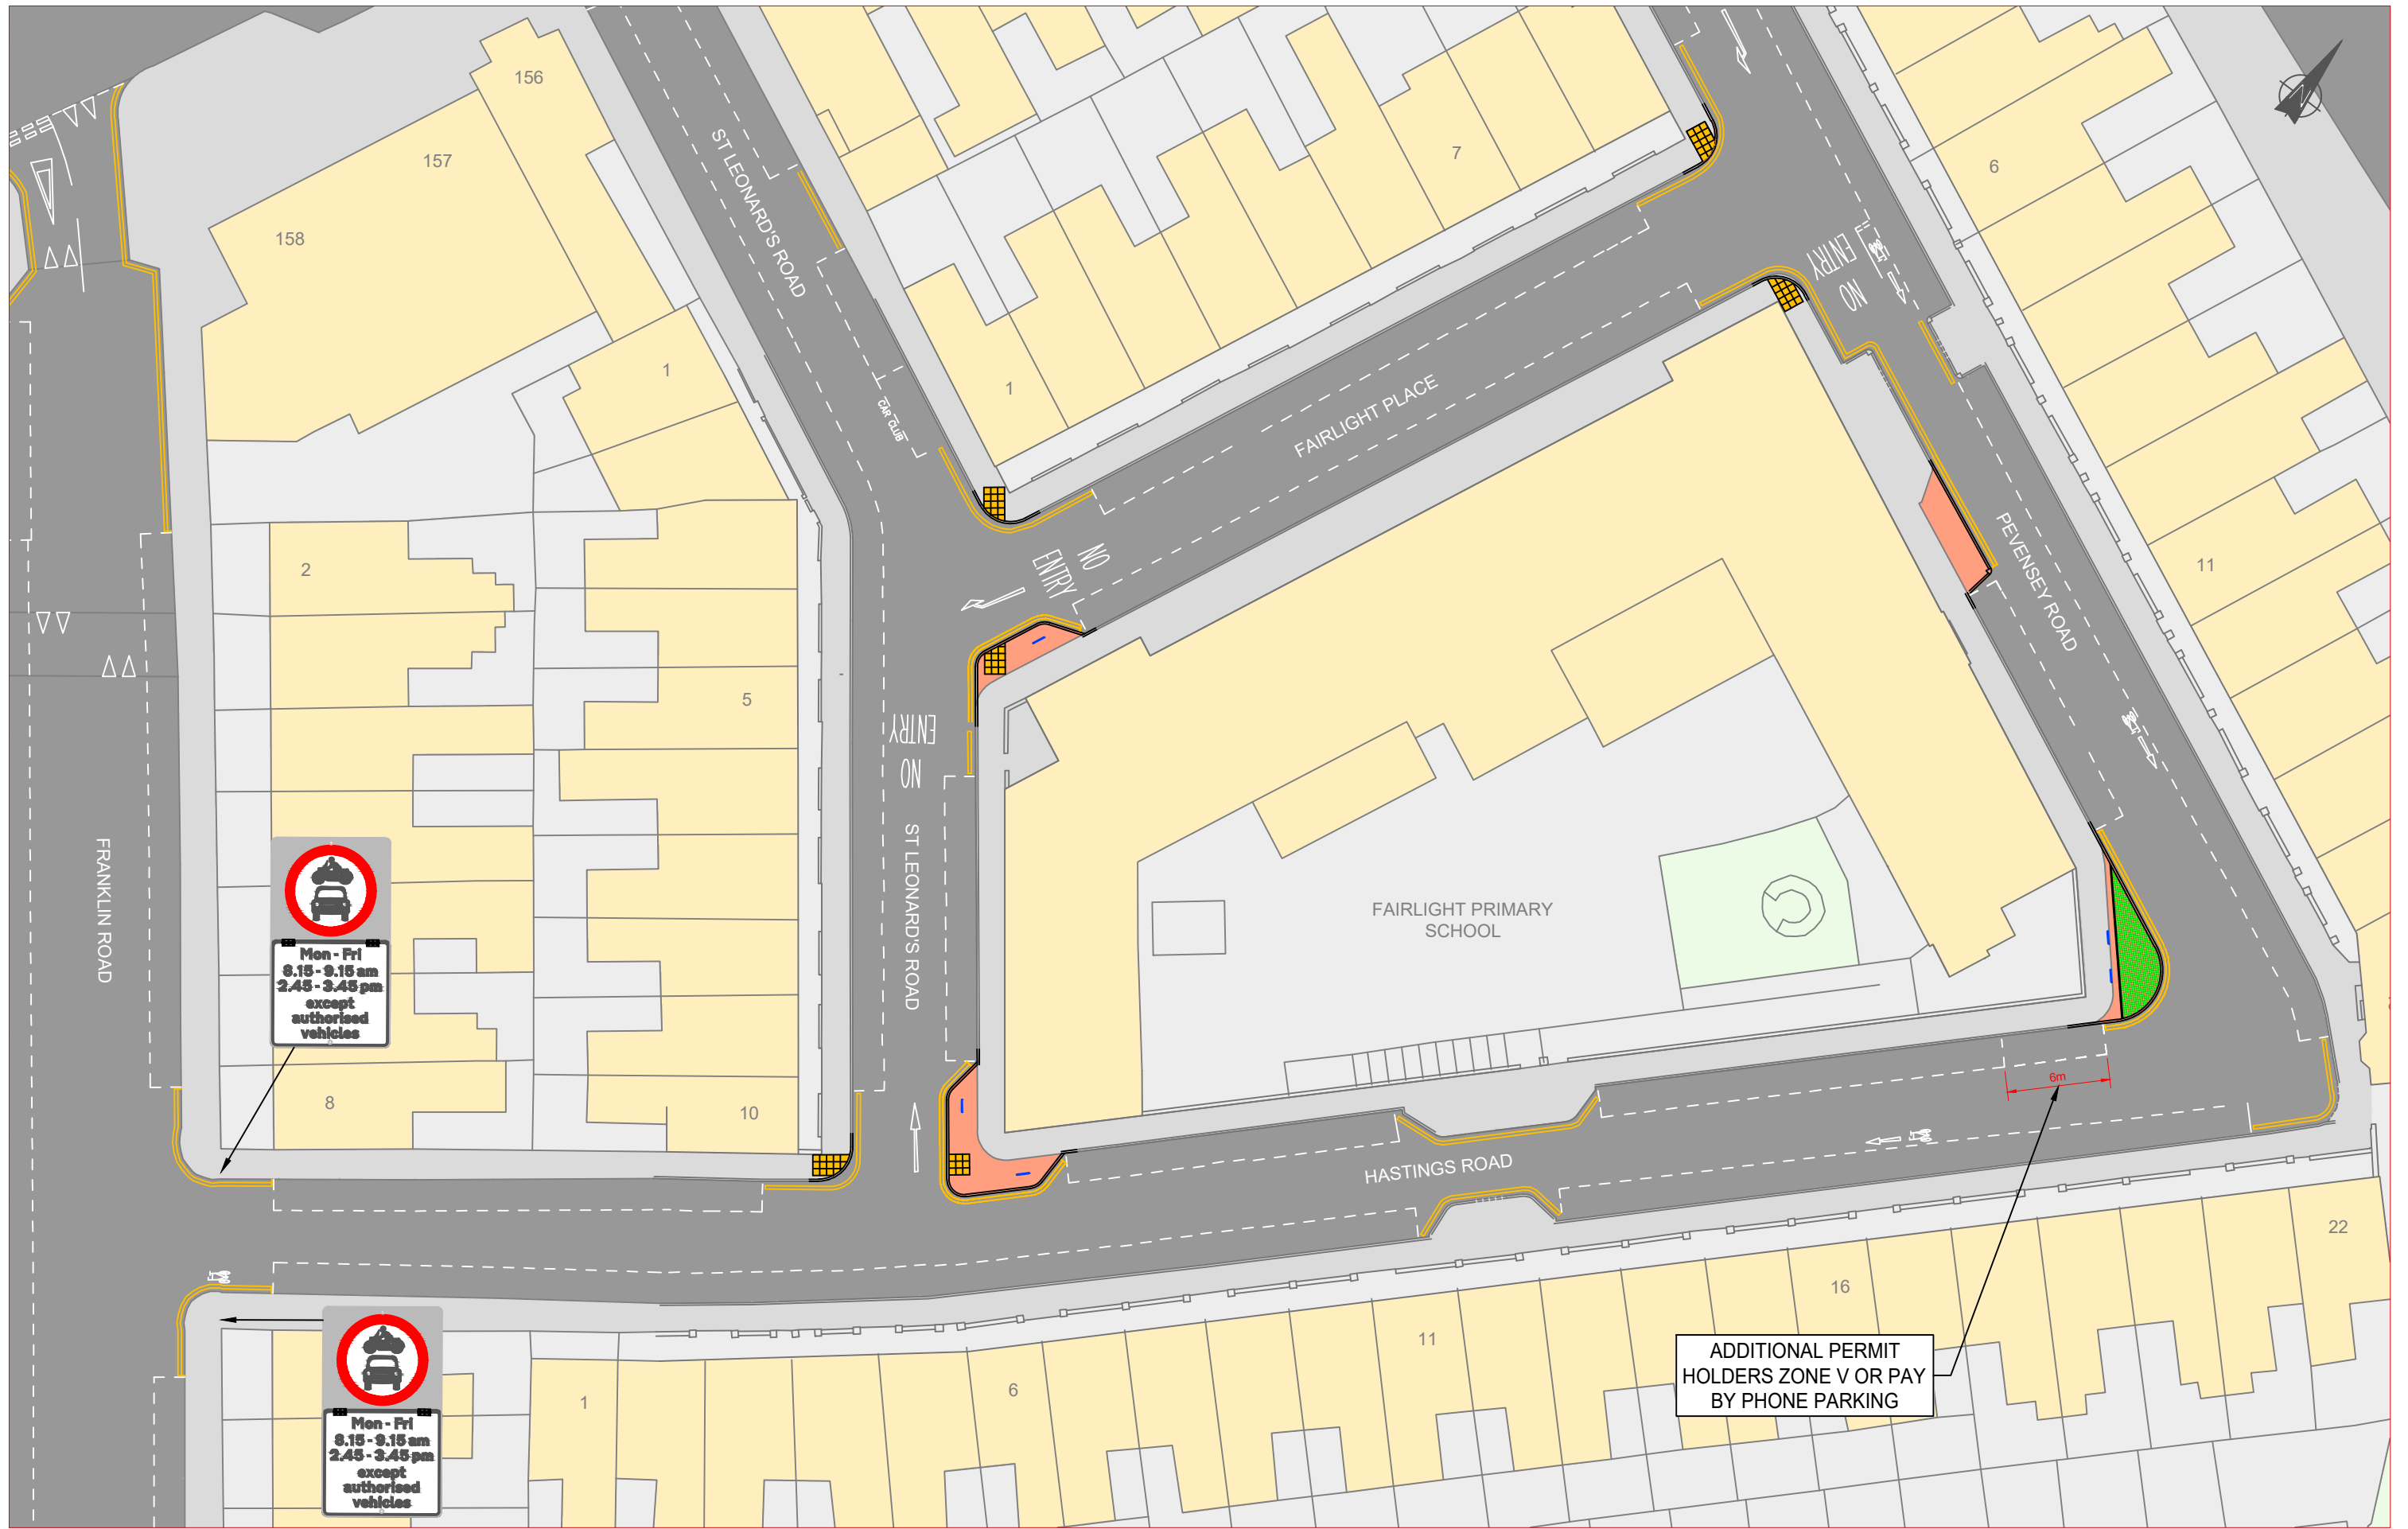 156
157
158
ST LEONARD'S ROAD
7
6
NO
ENTRY
1
1
CAR CLUB
FAIRLIGHT PLACE
NO
ENTRY
2
5
11
PEVENSEY ROAD
NO
ENTRY
ST LEONARD'S ROAD
FRANKLIN ROAD
FAIRLIGHT PRIMARY
SCHOOL
Mon - Fri
8.15 - 9.15 am
2.45 - 3.45 pm
except
authorised
vehicles
8
10
6m
HASTINGS ROAD
22
16
11
6
1
ADDITIONAL PERMIT
HOLDERS ZONE V OR PAY
BY PHONE PARKING
Mon - Fri
8.15 - 9.15 am
2.45 - 3.45 pm
except
authorised
vehicles